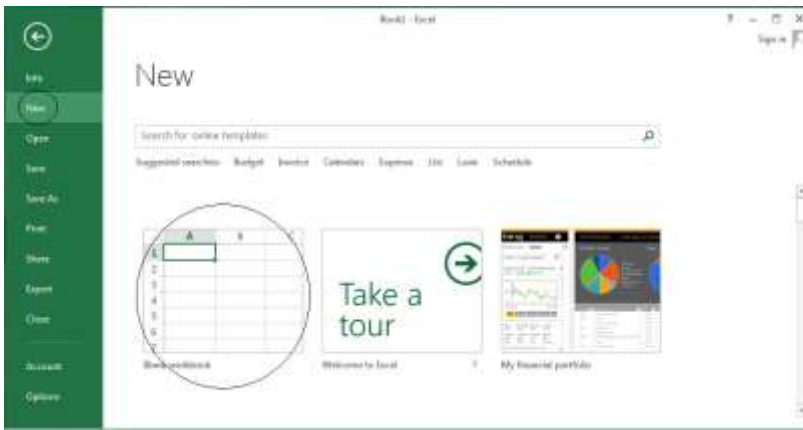 Book1 - Excel
?
Sign in
Info
New
Open
Save
Save As
Print
Share
Export
Close
Account
Options
New
Search for online templates
Suggested searches: Budget Invoice Calendars Expense List Loan Schedule
A B C
1
2
3
4
5
6
7
Blank workbook
Take a
tour
Welcome to Excel
My financial portfolio